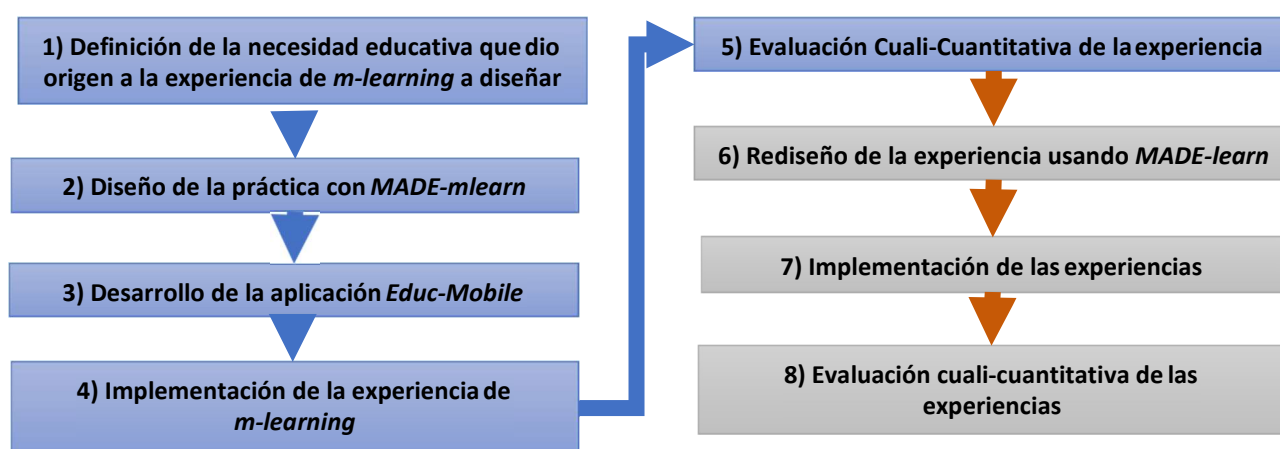 1) Definición de la necesidad educativa que dio
origen a la experiencia de m-learning a diseñar
2) Diseño de la práctica con MADE-mlearn
3) Desarrollo de la aplicación Educ-Mobile
4) Implementación de la experiencia de
m-learning
5) Evaluación Cuali-Cuantitativa de la experiencia
6) Rediseño de la experiencia usando MADE-learn
7) Implementación de las experiencias
8) Evaluación cuali-cuantitativa de las
experiencias